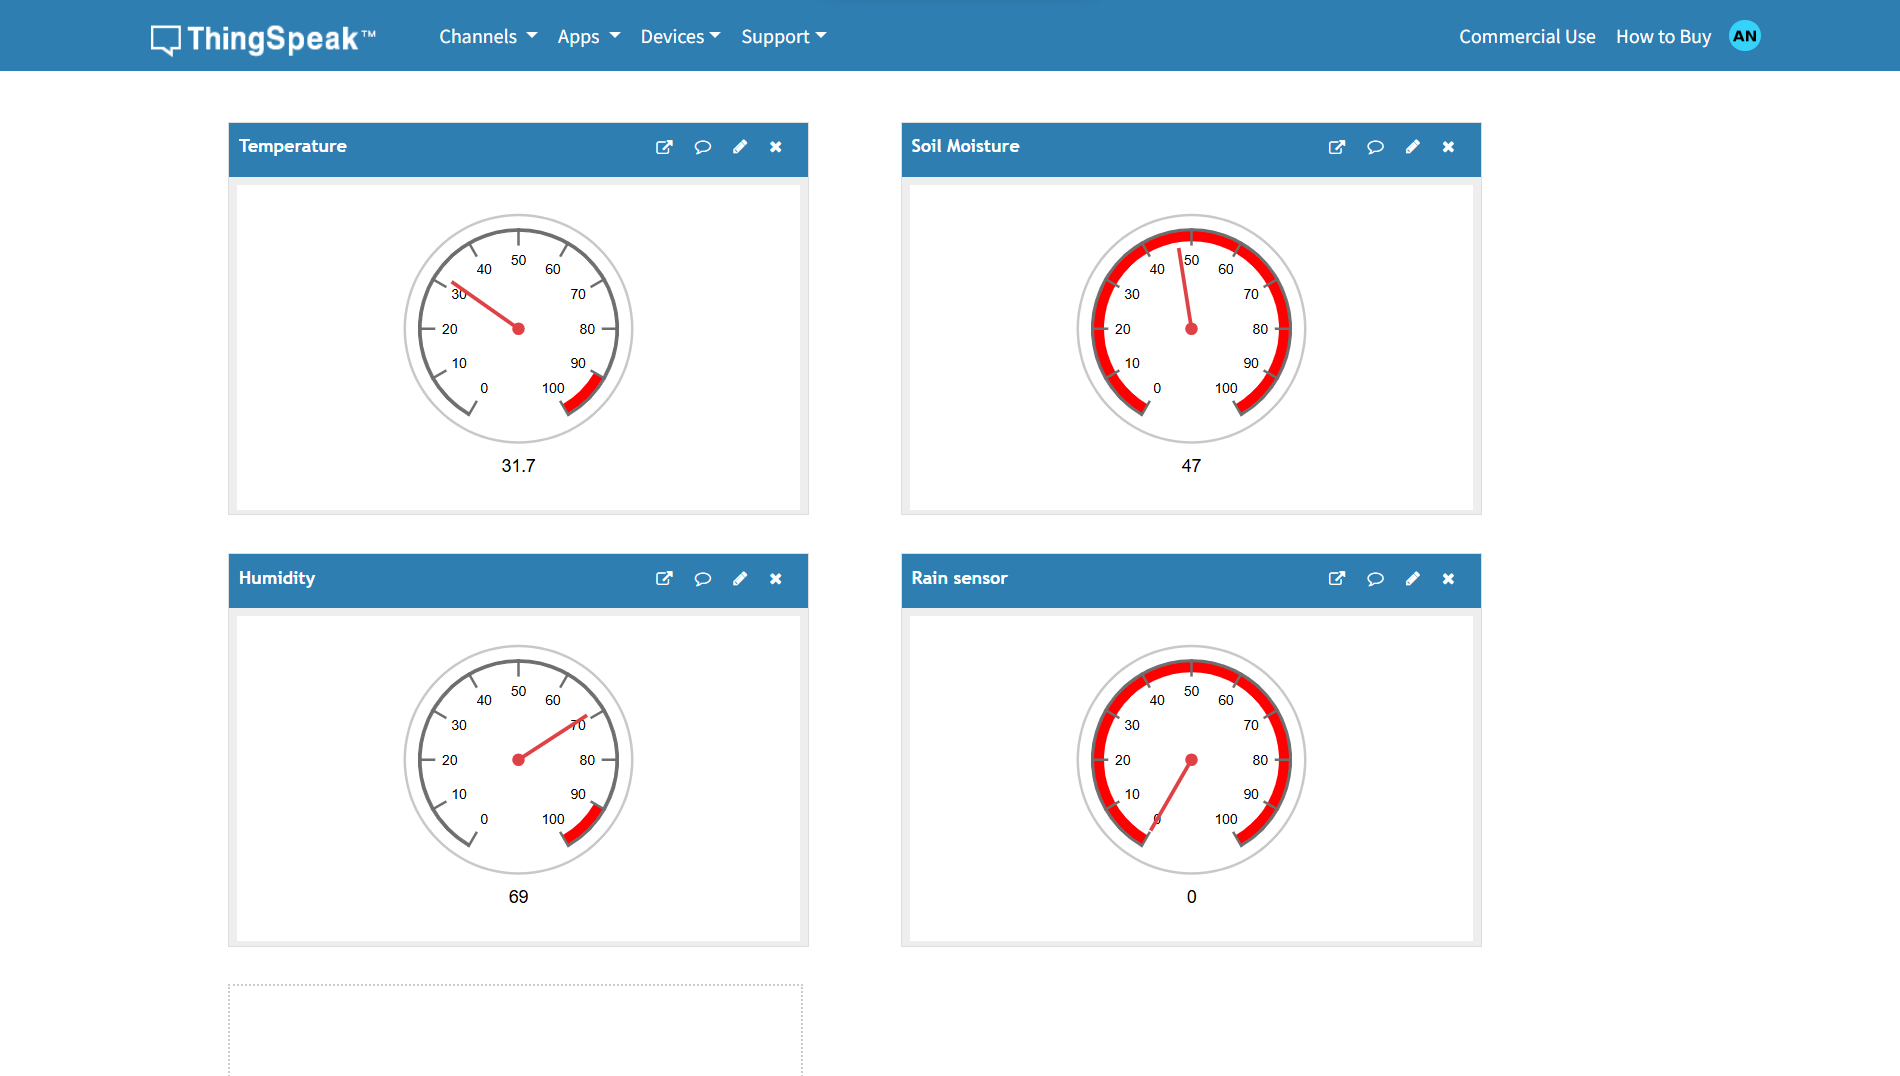 ThingSpeak™ Channels Apps Devices Support Commercial Use How to Buy AN
Temperature
0 10 20 30 40 50 60 70 80 90 100
31.7
Soil Moisture
0 10 20 30 40 50 60 70 80 90 100
47
Humidity
0 10 20 30 40 50 60 70 80 90 100
69
Rain sensor
0 10 20 30 40 50 60 70 80 90 100
0